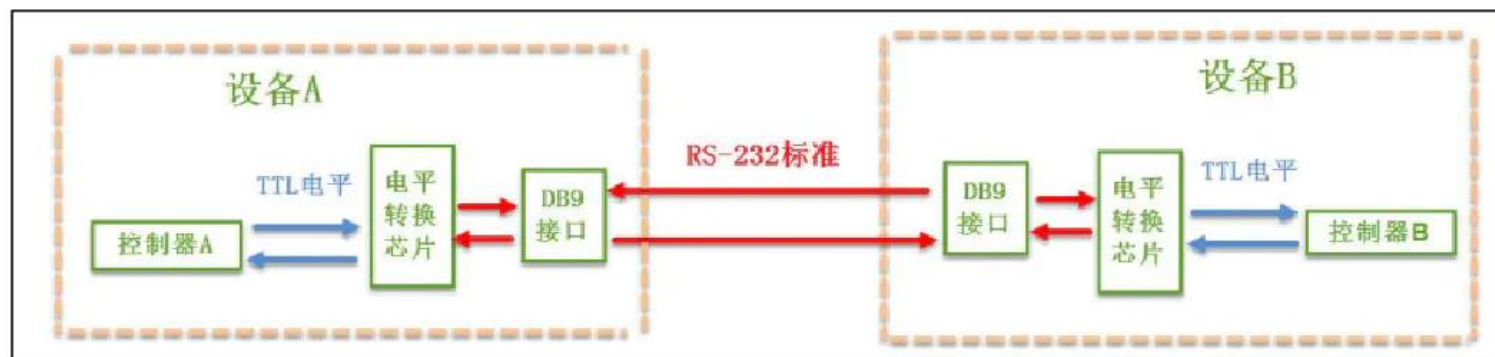 设备A
设备B
RS-232标准
TTL电平
电平
转换
芯片
DB9
接口
控制器A
DB9
接口
电平
转换
芯片
TTL电平
控制器B